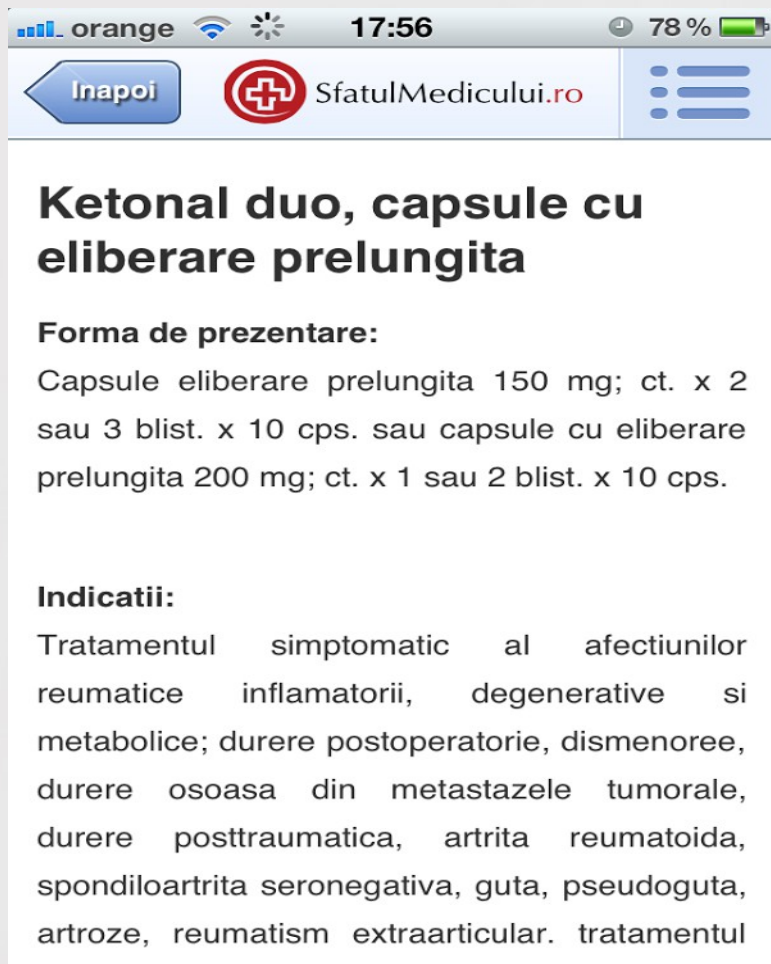 orange 17:56 78 %
Inapoi SfatulMedicului.ro
Ketonal duo, capsule cu
eliberare prelungita
Forma de prezentare:
Capsule eliberare prelungita 150 mg; ct. x 2
sau 3 blist. x 10 cps. sau capsule cu eliberare
prelungita 200 mg; ct. x 1 sau 2 blist. x 10 cps.
Indicatii:
Tratamentul simptomatic al afectiunilor
reumatice inflamatorii, degenerative si
metabolice; durere postoperatorie, dismenoree,
durere osoasa din metastazele tumorale,
durere posttraumatica, artrita reumatoida,
spondiloartrita seronegativa, guta, pseudoguta,
artroze, reumatism extraarticular. tratamentul